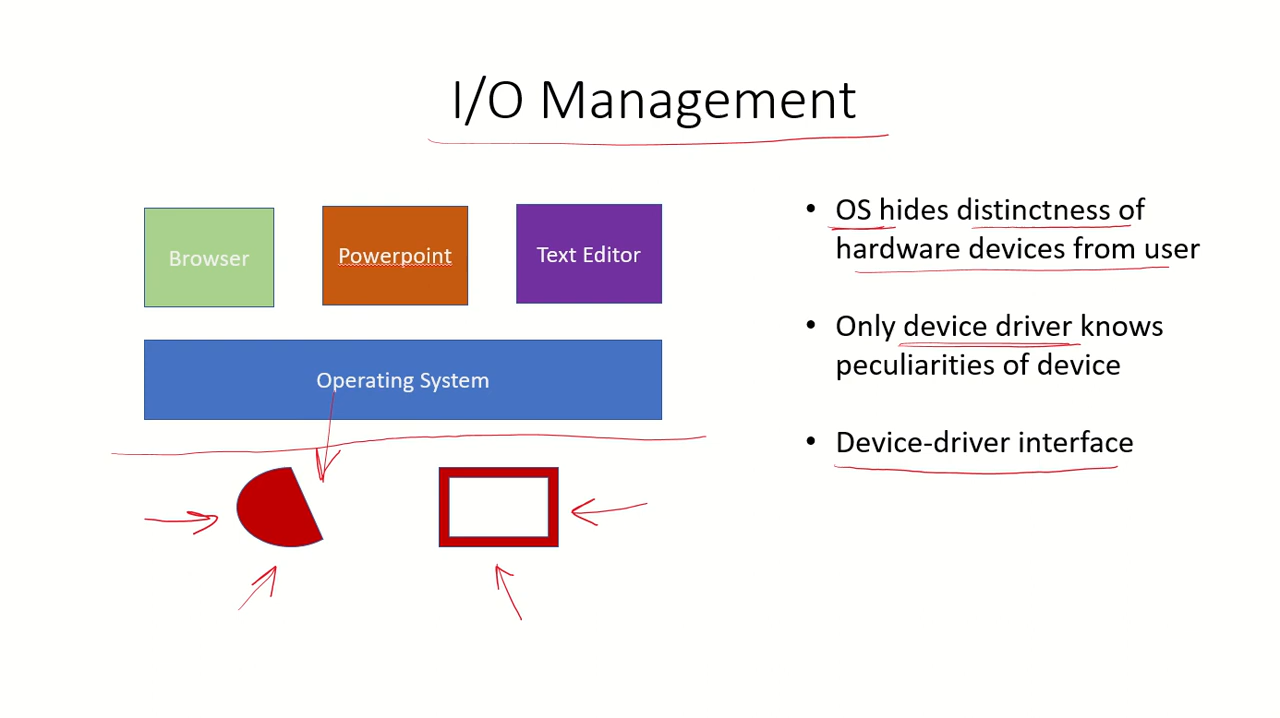 I/O Management
Browser
Powerpoint
Text Editor
Operating System
• OS hides distinctness of
hardware devices from user
• Only device driver knows
peculiarities of device
• Device-driver interface